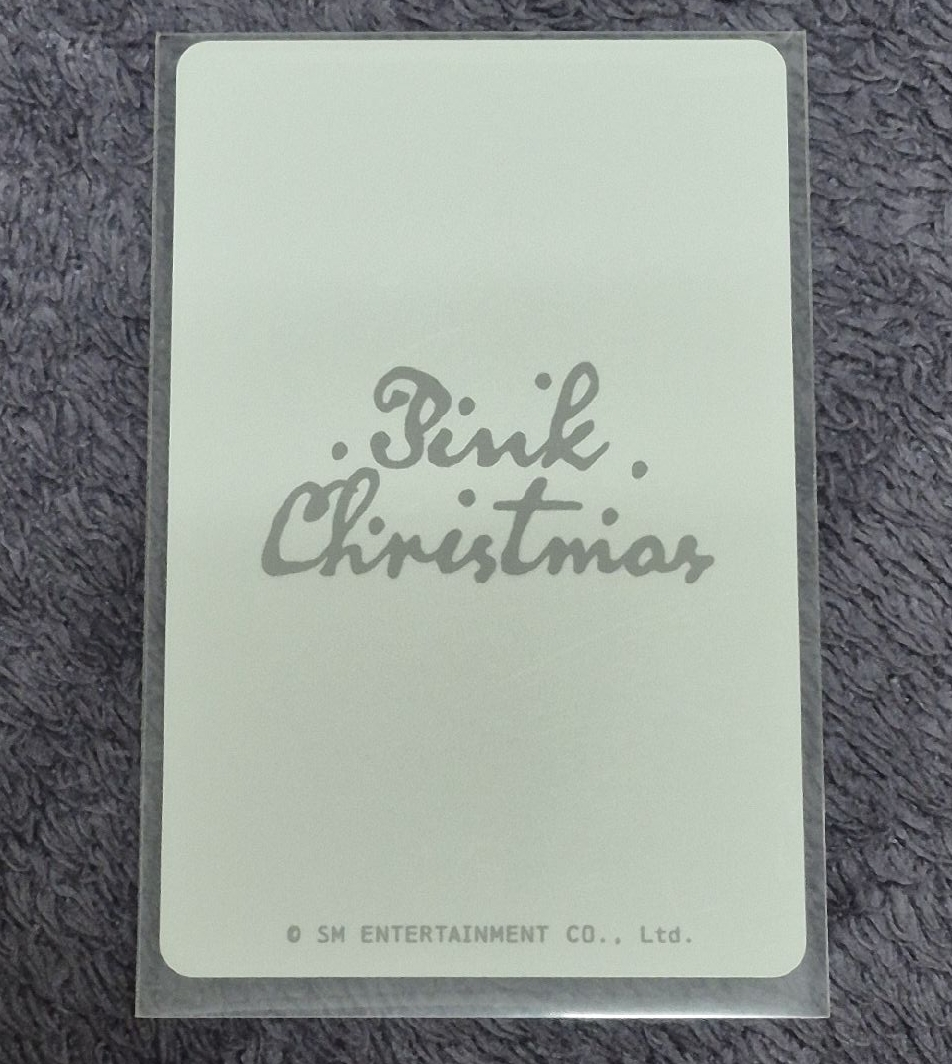 Pink
Christmas
© SM ENTERTAINMENT CO., Ltd.